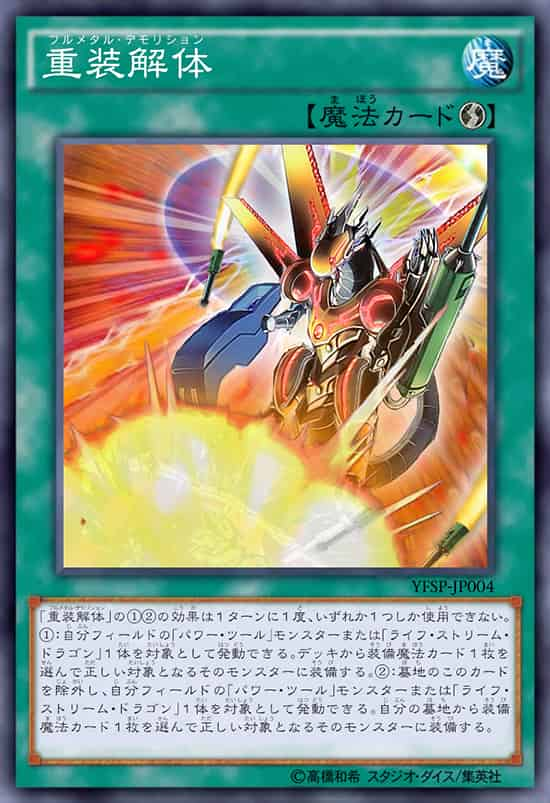 フルメタル・デモリション
重装解体
魔
【魔法カード】
YFSP-JP004
「重装解体」の①②の効果は1ターンに1度、いずれか1つしか使用できない。
①：自分フィールドの「パワー・ツール」モンスターまたは「ライフ・ストリーム・
ドラゴン」1体を対象として発動できる。デッキから装備魔法カード1枚を
選んで正しい対象となるそのモンスターに装備する。②：墓地のこのカード
を除外し、自分フィールドの「パワー・ツール」モンスターまたは「ライフ・
ストリーム・ドラゴン」1体を対象として発動できる。自分の墓地から装備
魔法カード1枚を選んで正しい対象となるそのモンスターに装備する。
©高橋和希 スタジオ・ダイス/集英社